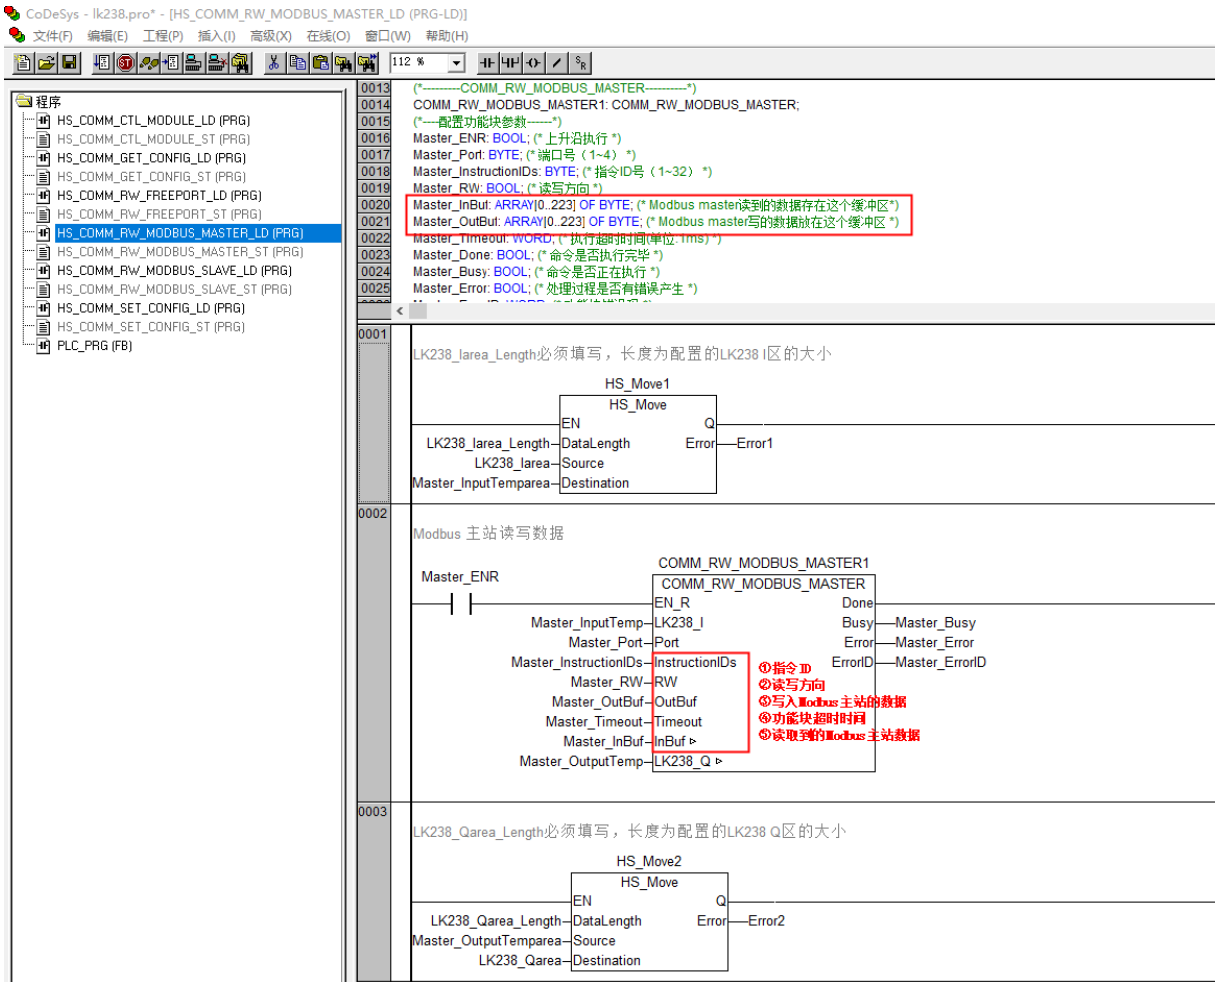 CoDeSys - lk238.pro* - [HS_COMM_RW_MODBUS_MASTER_LD (PRG-LD)]
文件(F) 编辑(E) 工程(P) 插入(I) 高级(X) 在线(O) 窗口(W) 帮助(H)
112 %
程序
HS_COMM_CTL_MODULE_LD (PRG)
HS_COMM_CTL_MODULE_ST (PRG)
HS_COMM_GET_CONFIG_LD (PRG)
HS_COMM_GET_CONFIG_ST (PRG)
HS_COMM_RW_FREEPORT_LD (PRG)
HS_COMM_RW_FREEPORT_ST (PRG)
HS_COMM_RW_MODBUS_MASTER_LD (PRG)
HS_COMM_RW_MODBUS_MASTER_ST (PRG)
HS_COMM_RW_MODBUS_SLAVE_LD (PRG)
HS_COMM_RW_MODBUS_SLAVE_ST (PRG)
HS_COMM_SET_CONFIG_LD (PRG)
HS_COMM_SET_CONFIG_ST (PRG)
PLC_PRG (FB)
0013 (*---------COMM_RW_MODBUS_MASTER----------*)
0014 COMM_RW_MODBUS_MASTER1: COMM_RW_MODBUS_MASTER;
0015 (*----配置功能块参数------*)
0016 Master_ENR: BOOL; (* 上升沿执行 *)
0017 Master_Port: BYTE; (* 端口号（1~4） *)
0018 Master_InstructionIDs: BYTE; (* 指令ID号（1~32） *)
0019 Master_RW: BOOL; (* 读写方向 *)
0020 Master_InBuf: ARRAY[0..223] OF BYTE; (* Modbus master读到的数据存在这个缓冲区 *)
0021 Master_OutBuf: ARRAY[0..223] OF BYTE; (* Modbus master写的数据放在这个缓冲区 *)
0022 Master_Timeout: WORD; (* 执行超时时间(单位:1ms) *)
0023 Master_Done: BOOL; (* 命令是否执行完毕 *)
0024 Master_Busy: BOOL; (* 命令是否正在执行 *)
0025 Master_Error: BOOL; (* 处理过程是否有错误产生 *)
0001
LK238_Iarea_Length必须填写，长度为配置的LK238 I区的大小
HS_Move1
HS_Move
EN Q
LK238_Iarea_Length DataLength Error Error1
LK238_Iarea Source
Master_InputTemparea Destination
0002
Modbus 主站读写数据
COMM_RW_MODBUS_MASTER1
Master_ENR COMM_RW_MODBUS_MASTER
EN_R Done
Master_InputTemp LK238_I Busy Master_Busy
Master_Port Port Error Master_Error
Master_InstructionIDs InstructionIDs ①指令ID ErrorID Master_ErrorID
Master_RW RW ②读写方向
Master_OutBuf OutBuf ③写入Modbus主站的数据
Master_Timeout Timeout ④功能块超时时间
Master_InBuf InBuf ▷ ⑤读取到的Modbus主站数据
Master_OutputTemp LK238_Q ▷
0003
LK238_Qarea_Length必须填写，长度为配置的LK238 Q区的大小
HS_Move2
HS_Move
EN Q
LK238_Qarea_Length DataLength Error Error2
Master_OutputTemparea Source
LK238_Qarea Destination